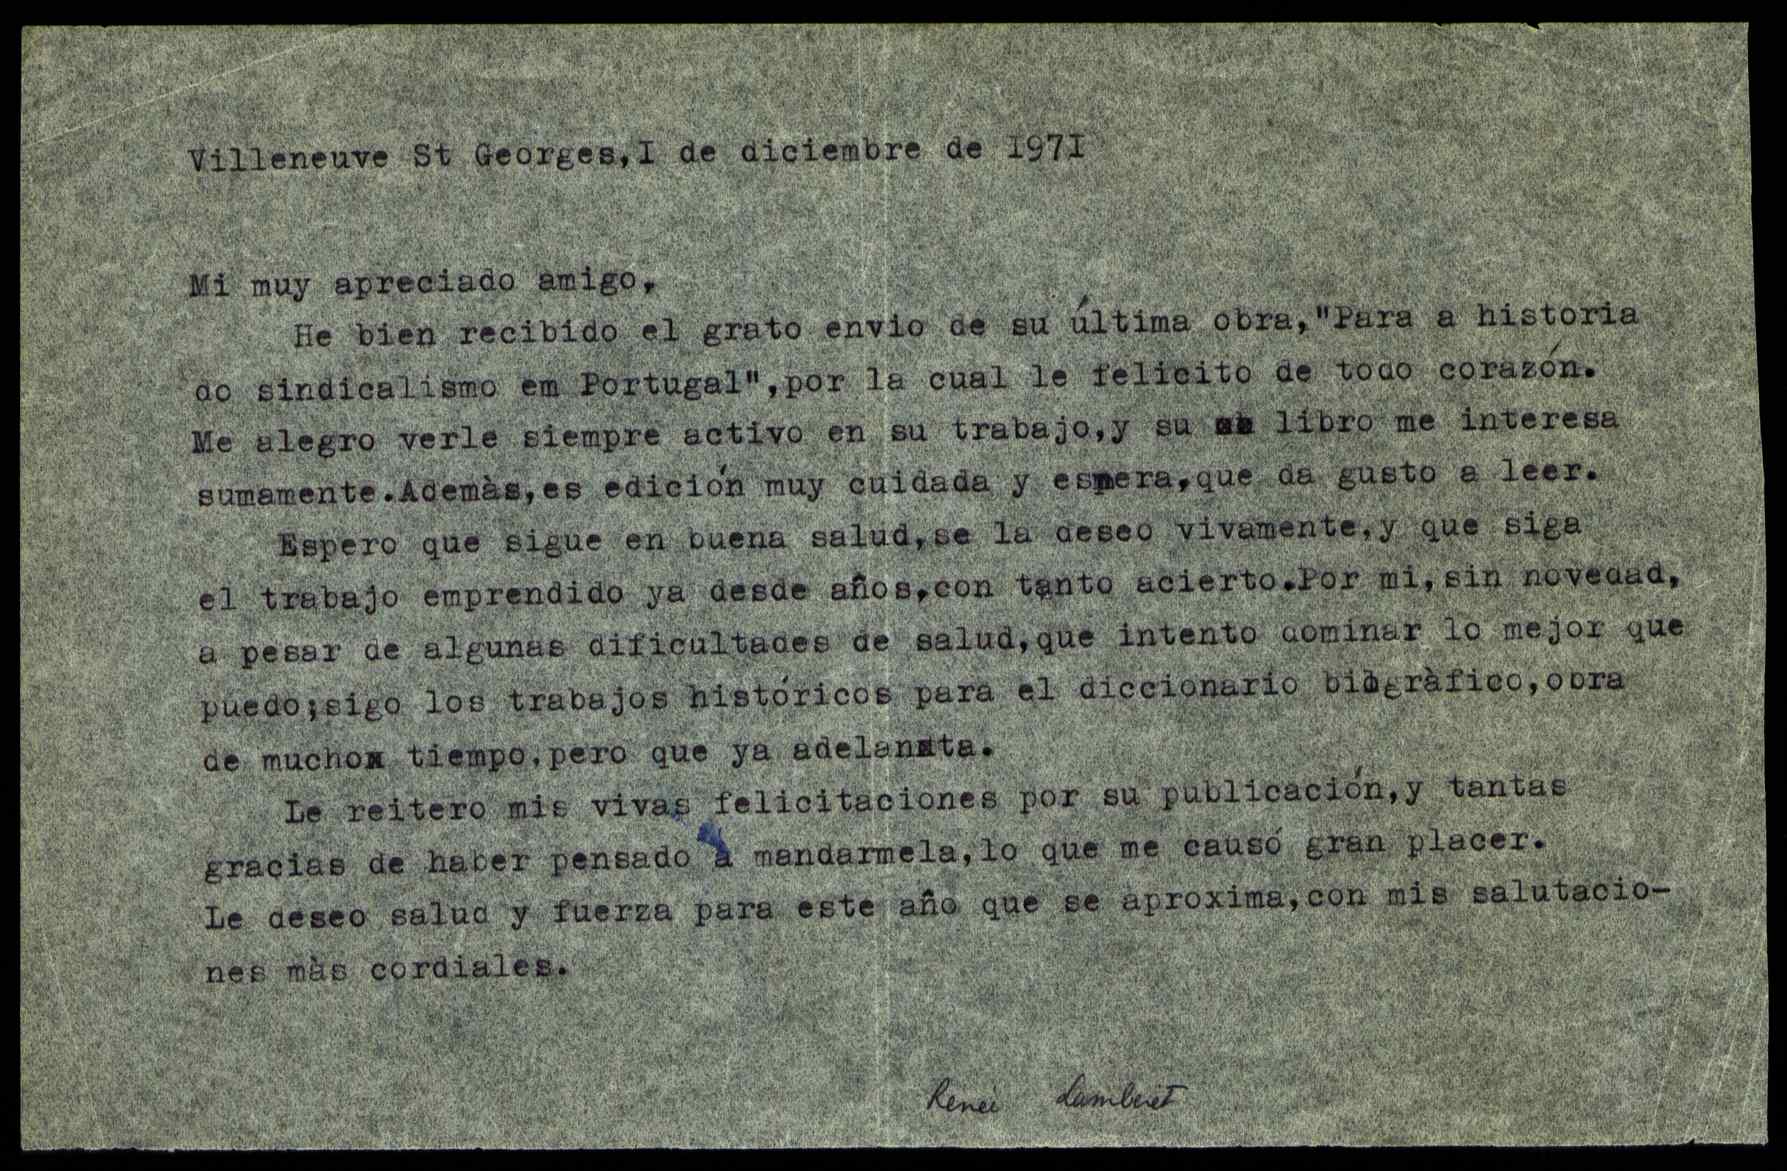 Villeneuve St Georges,I de diciembre de I97I
Mi muy apreciado amigo,
He bien recibido el grato envio de su última obra,"Para a historia
do sindicalismo em Portugal",por la cual le felicito de todo corazón.
Me alegro verle siempre activo en su trabajo,y su libro me interesa
sumamente.Ademàs,es edición muy cuidada y esmera,que da gusto a leer.
Espero que sigue en buena salud,se la deseo vivamente,y que siga
el trabajo emprendido ya desde años,con tanto acierto.Por mi,sin novedad,
a pesar de algunas dificultades de salud,que intento dominar lo mejor que
puedo;sigo los trabajos históricos para el diccionario biogràfico,obra
de mucho tiempo,pero que ya adelanta.
Le reitero mis vivas felicitaciones por su publicación,y tantas
gracias de haber pensado a mandarmela,lo que me causó gran placer.
Le deseo salud y fuerza para este año que se aproxima,con mis salutacio-
nes màs cordiales.
Renée Lamberet